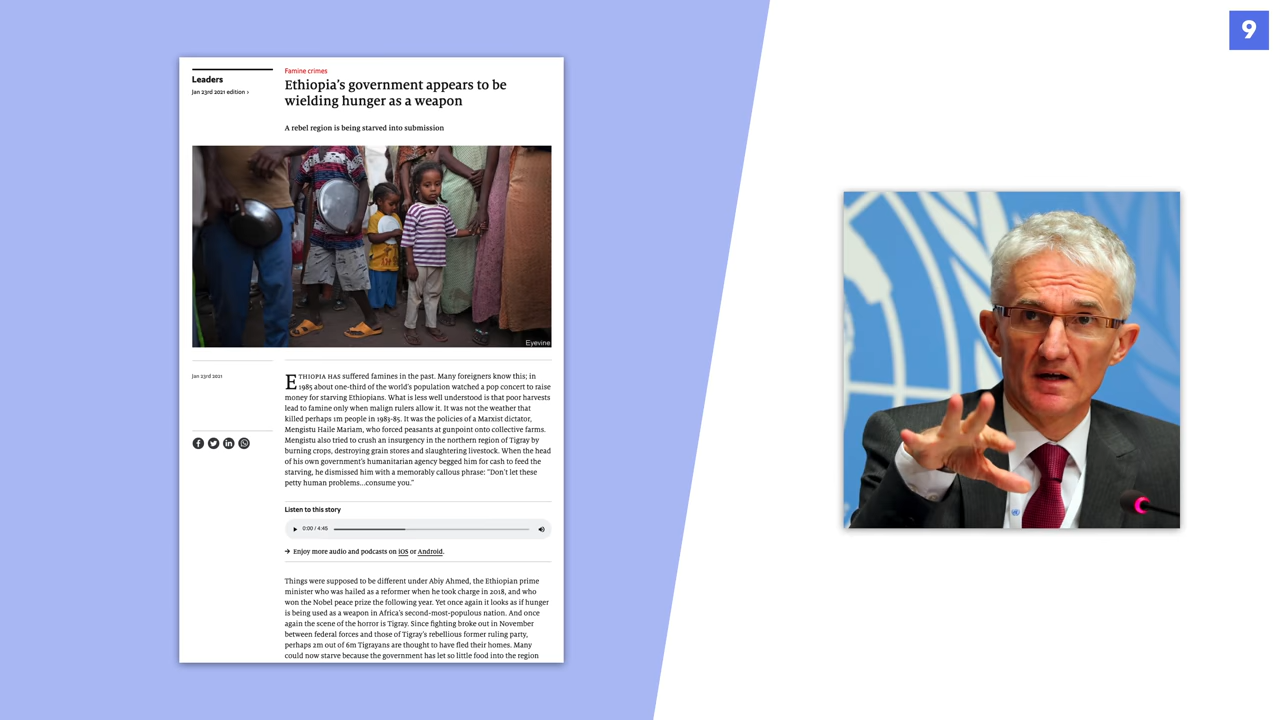 9
Leaders
Jan 23rd 2021 edition ›
Famine crimes
Ethiopia’s government appears to be
wielding hunger as a weapon
A rebel region is being starved into submission
Eyevine
Jan 23rd 2021
ETHIOPIA HAS suffered famines in the past. Many foreigners know this; in
1985 about one-third of the world’s population watched a pop concert to raise
money for starving Ethiopians. What is less well understood is that poor harvests
lead to famine only when malign rulers allow it. It was not the weather that
killed perhaps 1m people in 1983-85. It was the policies of a Marxist dictator,
Mengistu Haile Mariam, who forced peasants at gunpoint onto collective farms.
Mengistu also tried to crush an insurgency in the northern region of Tigray by
burning crops, destroying grain stores and slaughtering livestock. When the head
of his own government’s humanitarian agency begged him for cash to feed the
starving, he dismissed him with a memorably callous phrase: “Don’t let these
petty human problems...consume you.”
Listen to this story
0:00 / 4:45
→ Enjoy more audio and podcasts on iOS or Android.
Things were supposed to be different under Abiy Ahmed, the Ethiopian prime
minister who was hailed as a reformer when he took charge in 2018, and who
won the Nobel peace prize the following year. Yet once again it looks as if hunger
is being used as a weapon in Africa’s second-most-populous nation. And once
again the scene of the horror is Tigray. Since fighting broke out in November
between federal forces and those of Tigray’s rebellious former ruling party,
perhaps 2m out of 6m Tigrayans are thought to have fled their homes. Many
could now starve because the government has let so little food into the region